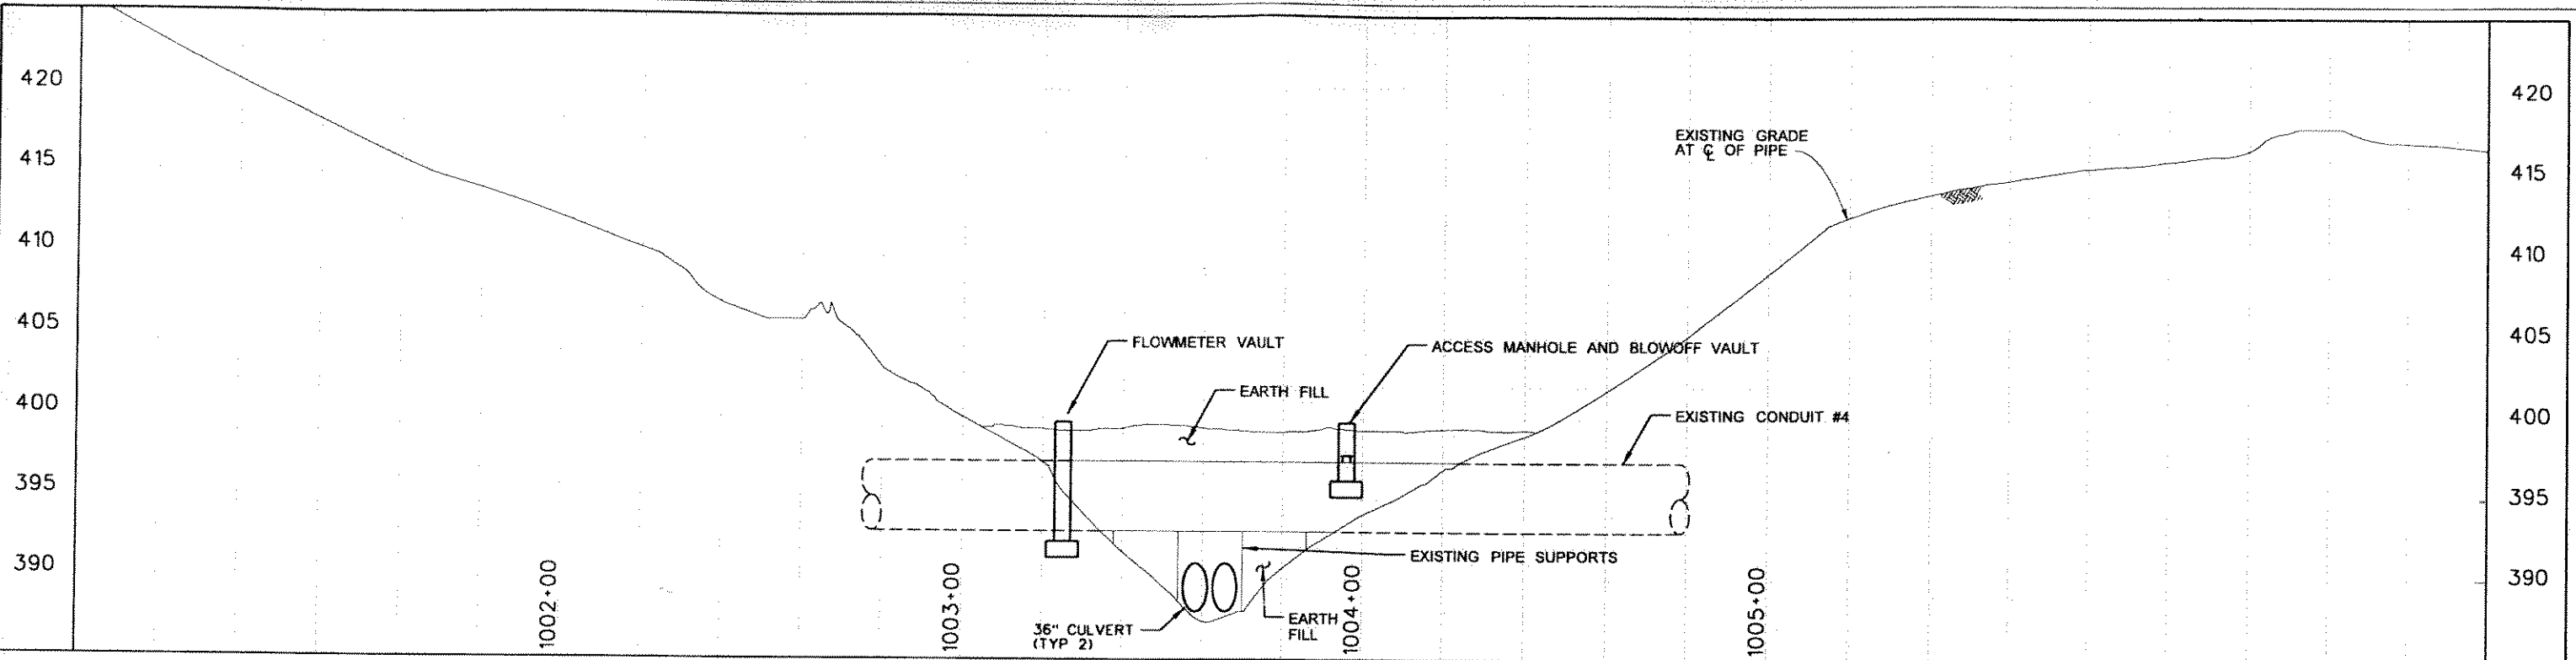 420
415
410
405
400
395
390
420
415
410
405
400
395
390
EXISTING GRADE
AT ℄ OF PIPE
FLOWMETER VAULT
ACCESS MANHOLE AND BLOWOFF VAULT
EARTH FILL
EXISTING CONDUIT #4
EXISTING PIPE SUPPORTS
36" CULVERT
(TYP 2)
EARTH
FILL
1002+00
1003+00
1004+00
1005+00